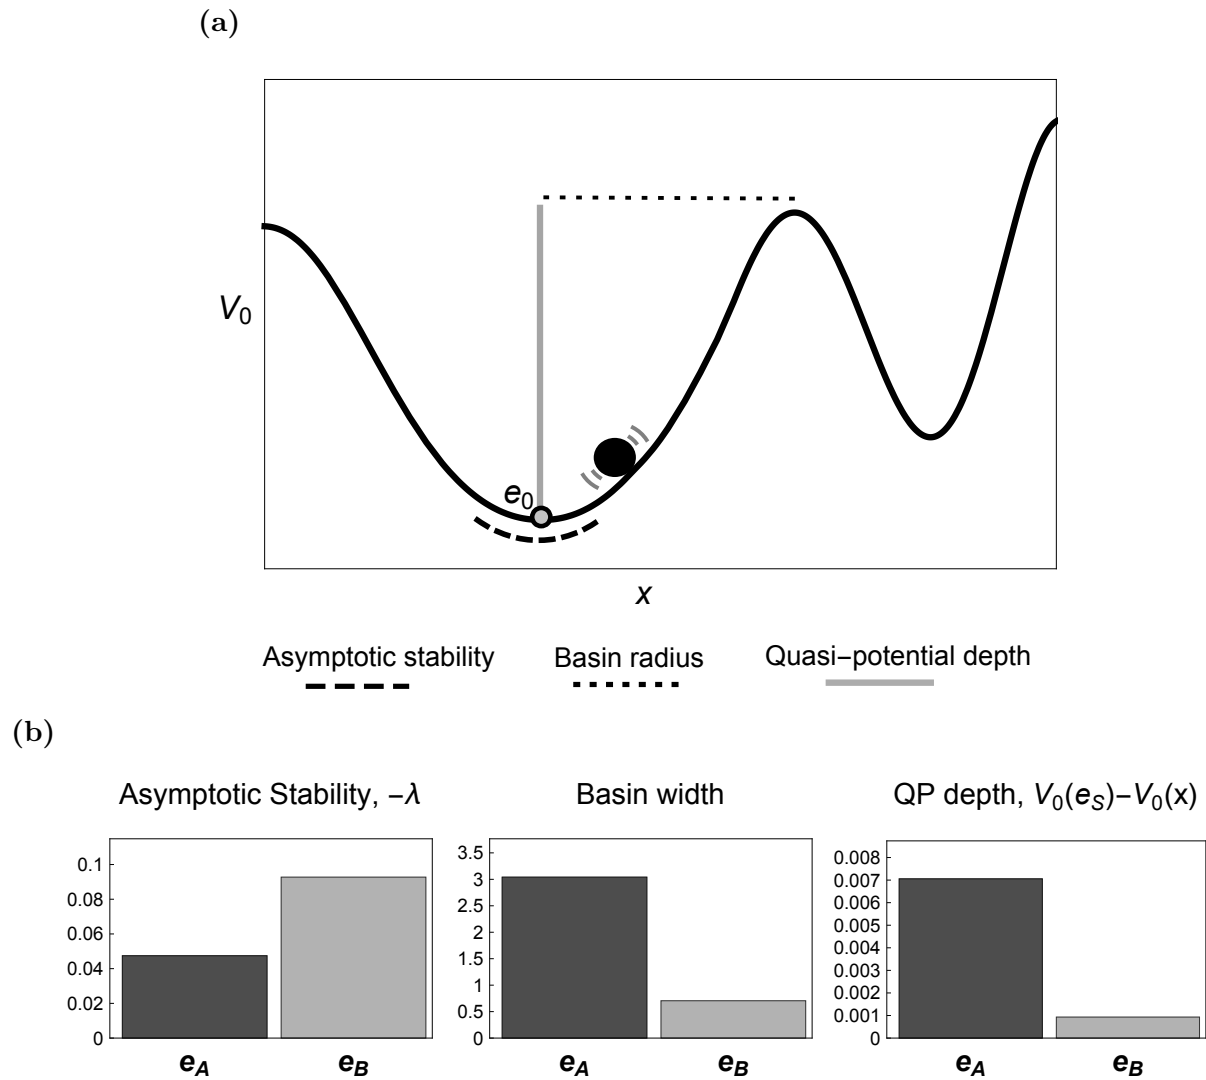 (a)
V0
e0
x
Asymptotic stability
Basin radius
Quasi−potential depth
(b)
Asymptotic Stability, −λ
0.1
0.08
0.06
0.04
0.02
0
eA eB
Basin width
3.5
3
2.5
2
1.5
1
0.5
0
eA eB
QP depth, V0(eS)−V0(x)
0.008
0.007
0.006
0.005
0.004
0.003
0.002
0.001
0
eA eB